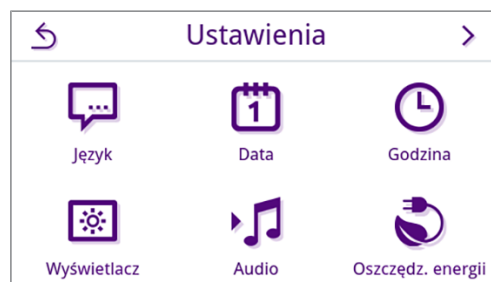 Ustawienia
Język
1
Data
Godzina
Wyświetlacz
Audio
Oszczędz. energii